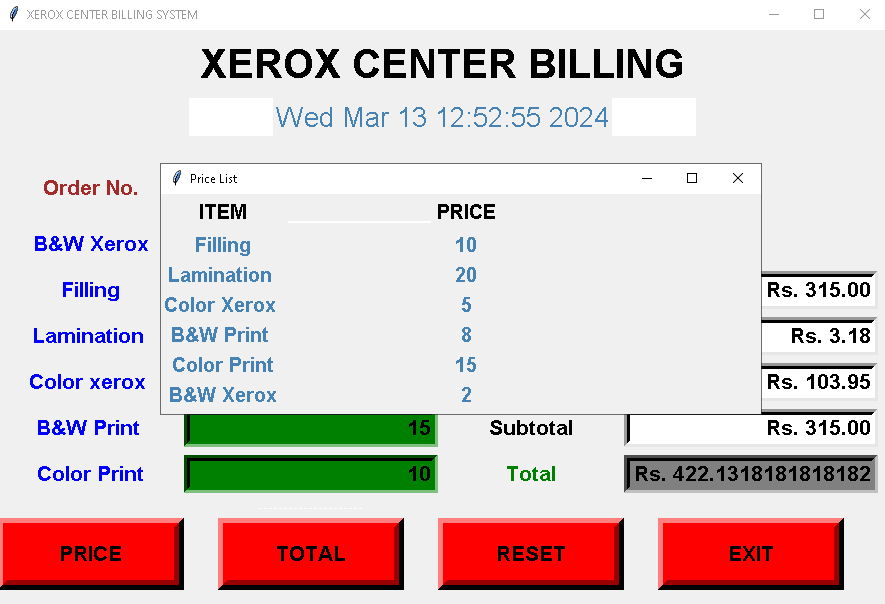 XEROX CENTER BILLING SYSTEM
XEROX CENTER BILLING
Wed Mar 13 12:52:55 2024
Order No.
Price List
ITEM PRICE
B&W Xerox
Filling 10
Lamination 20
Color Xerox 5
B&W Print 8
Color Print 15
B&W Xerox 2
Filling Rs. 315.00
Lamination Rs. 3.18
Color xerox Rs. 103.95
B&W Print 15 Subtotal Rs. 315.00
Color Print 10 Total Rs. 422.1318181818182
PRICE TOTAL RESET EXIT